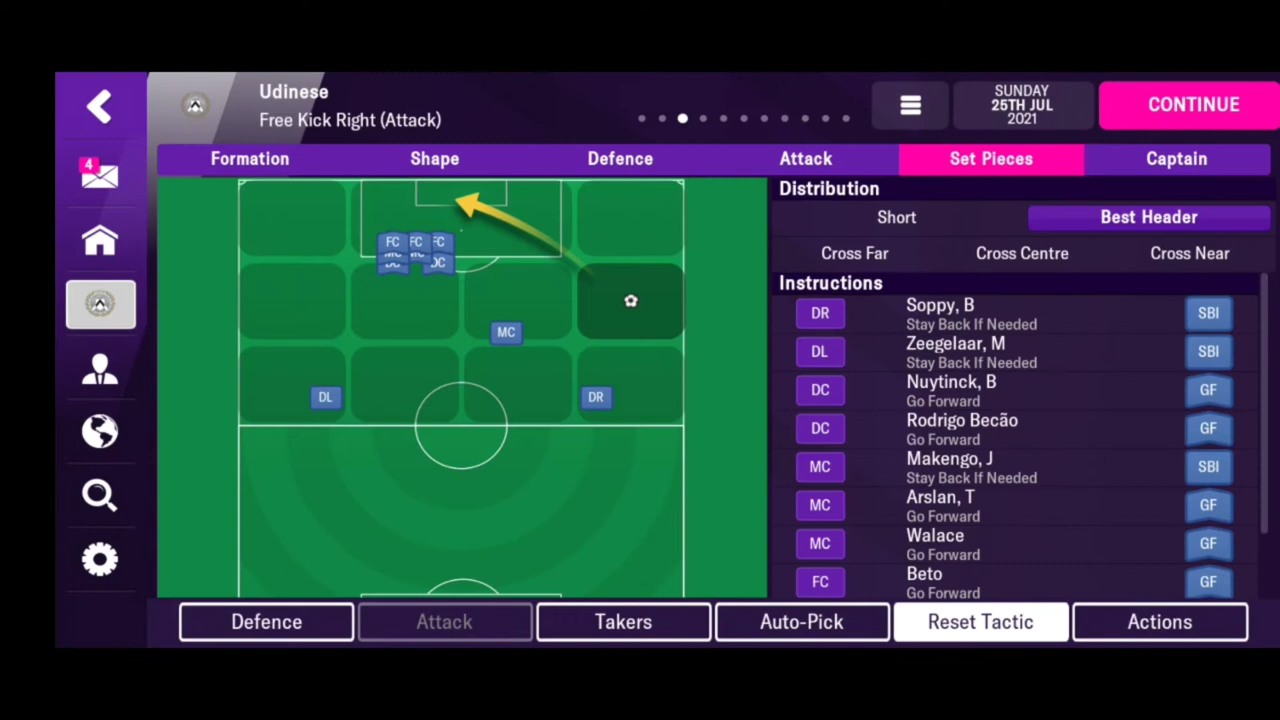 Udinese
Free Kick Right (Attack)
SUNDAY
25TH JUL
2021
CONTINUE
4
Formation
Shape
Defence
Attack
Set Pieces
Captain
Distribution
Short
Best Header
Cross Far
Cross Centre
Cross Near
Instructions
DR
Soppy, B
Stay Back If Needed
SBI
DL
Zeegelaar, M
Stay Back If Needed
SBI
DC
Nuytinck, B
Go Forward
GF
DC
Rodrigo Becão
Go Forward
GF
MC
Makengo, J
Stay Back If Needed
SBI
MC
Arslan, T
Go Forward
GF
MC
Walace
Go Forward
GF
FC
Beto
Go Forward
GF
FC
FC
FC
MC
MC
DC
DC
MC
DL
DR
Defence
Attack
Takers
Auto-Pick
Reset Tactic
Actions